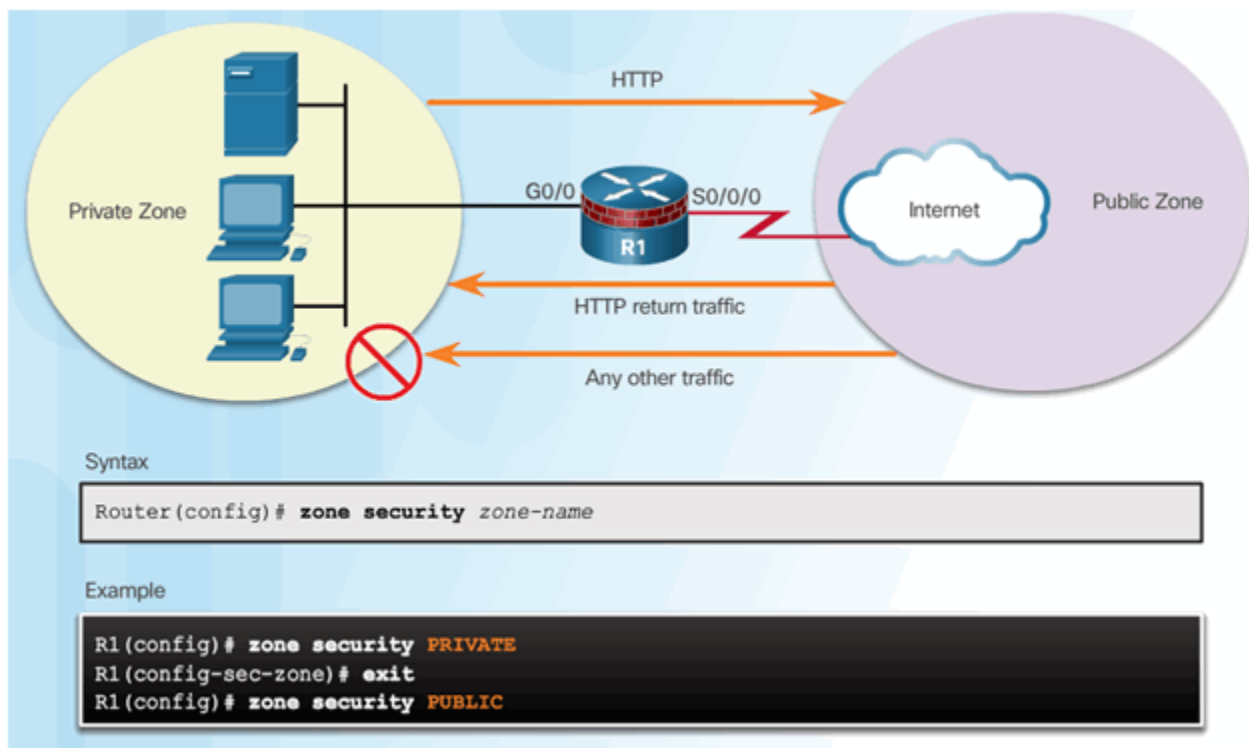 HTTP
Private Zone
G0/0
S0/0/0
R1
Internet
Public Zone
HTTP return traffic
Any other traffic
Syntax
Router(config)# zone security zone-name
Example
R1(config)# zone security PRIVATE
R1(config-sec-zone)# exit
R1(config)# zone security PUBLIC